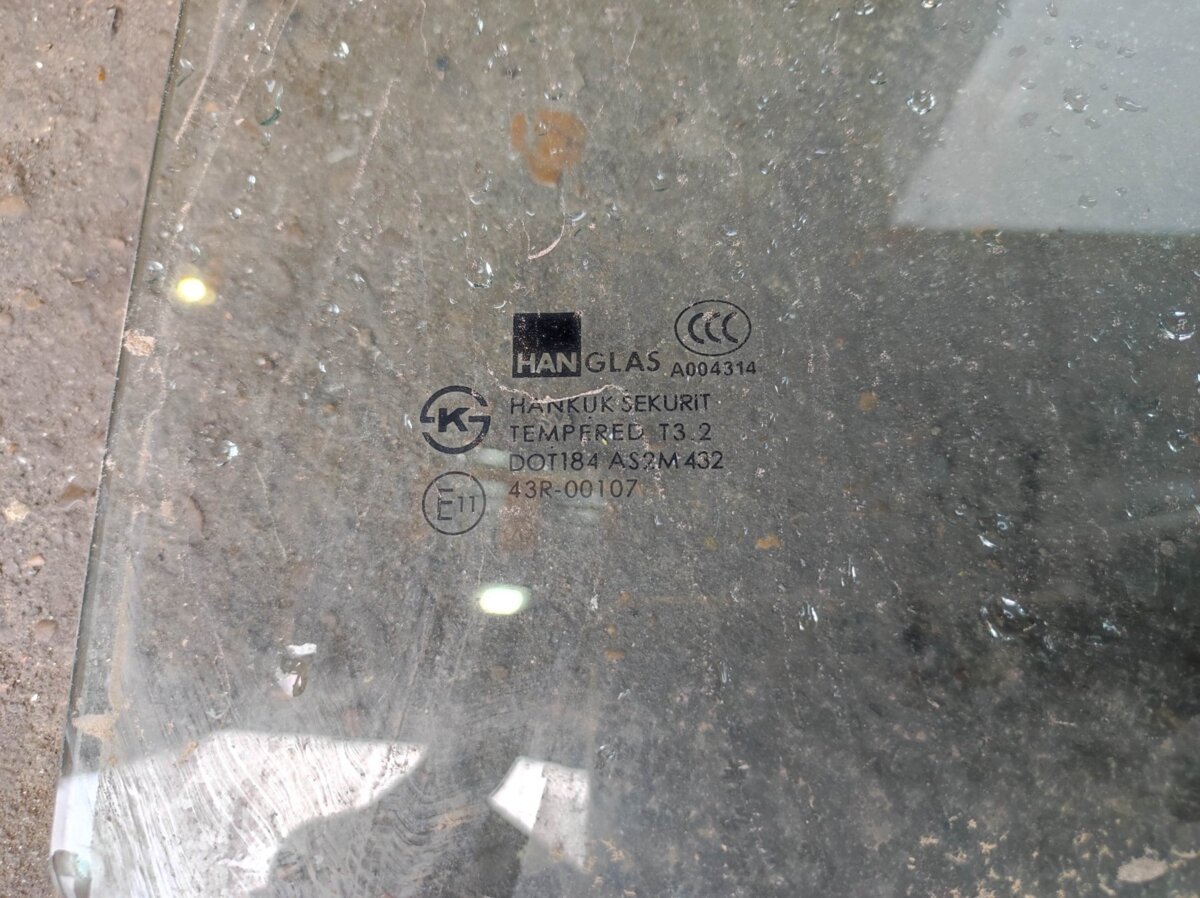 HANGLAS
CCC
A004314
K
HANKUK SEKURIT
TEMPERED T3.2
DOT184 AS2M432
E11
43R-00107